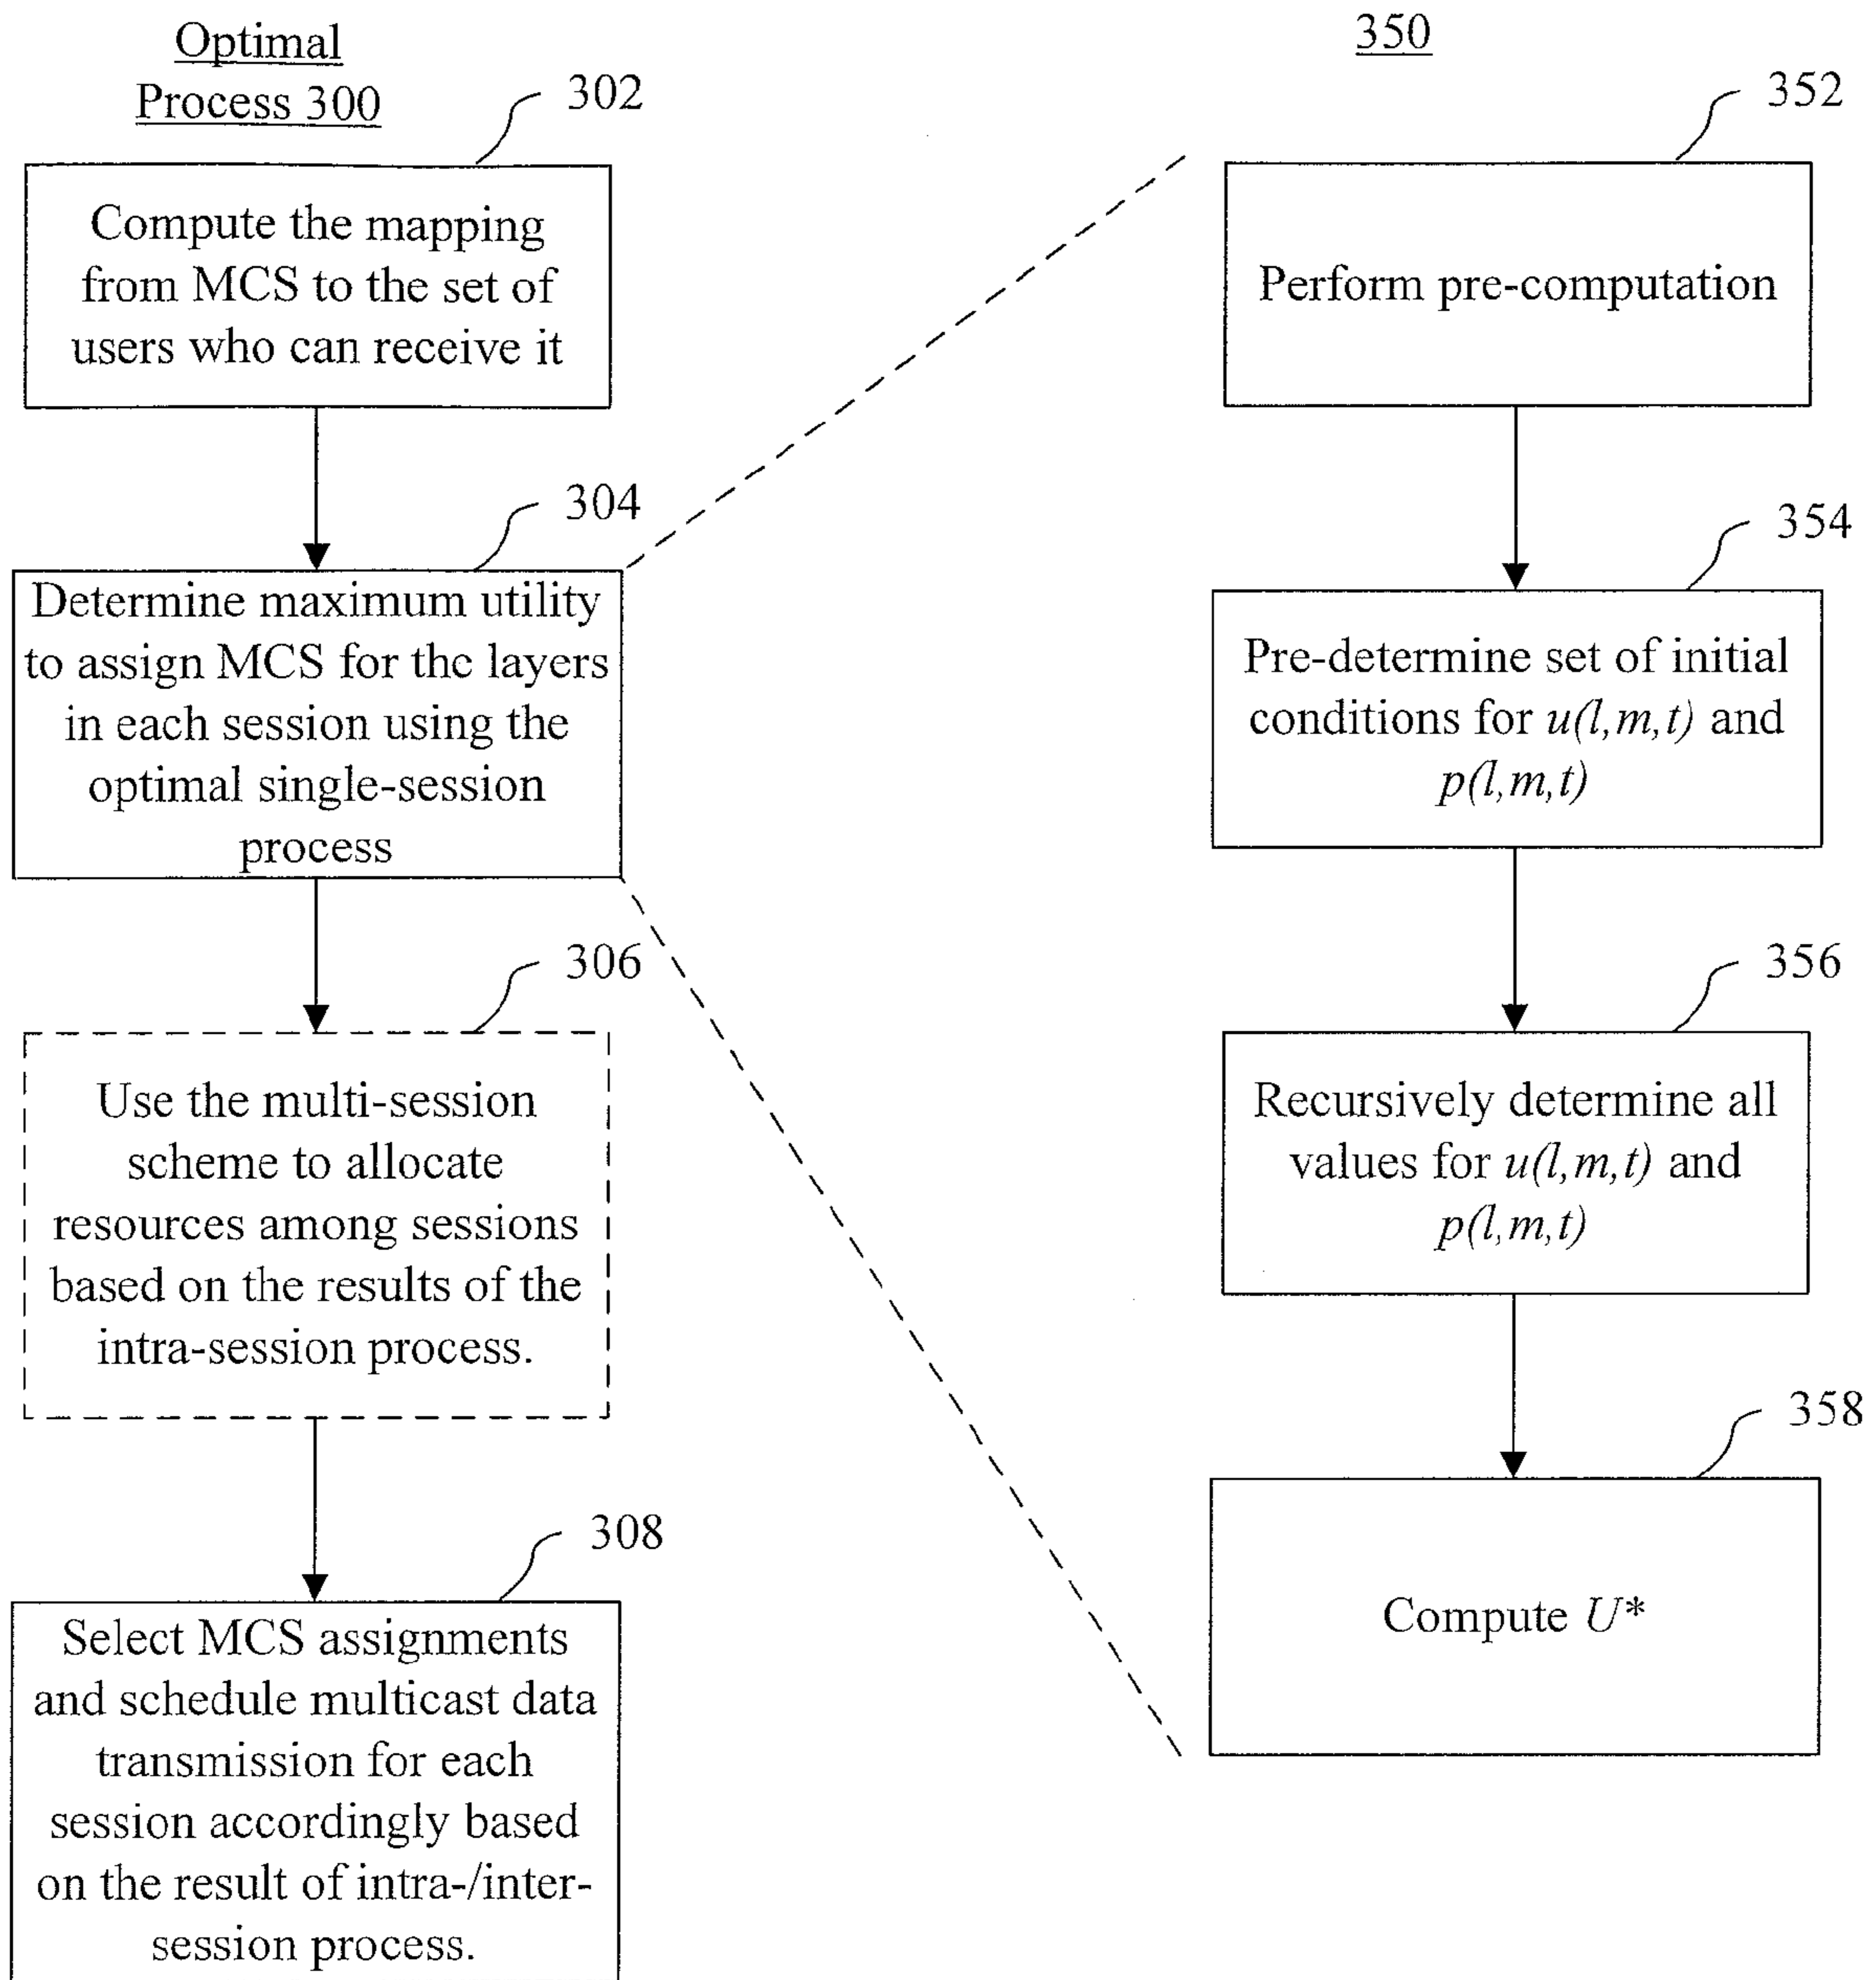 Optimal
Process 300
302
Compute the mapping
from MCS to the set of
users who can receive it
304
Determine maximum utility
to assign MCS for the layers
in each session using the
optimal single-session
process
306
Use the multi-session
scheme to allocate
resources among sessions
based on the results of the
intra-session process.
308
Select MCS assignments
and schedule multicast data
transmission for each
session accordingly based
on the result of intra-/inter-
session process.
350
352
Perform pre-computation
354
Pre-determine set of initial
conditions for u(l,m,t) and
p(l,m,t)
356
Recursively determine all
values for u(l,m,t) and
p(l,m,t)
358
Compute U*